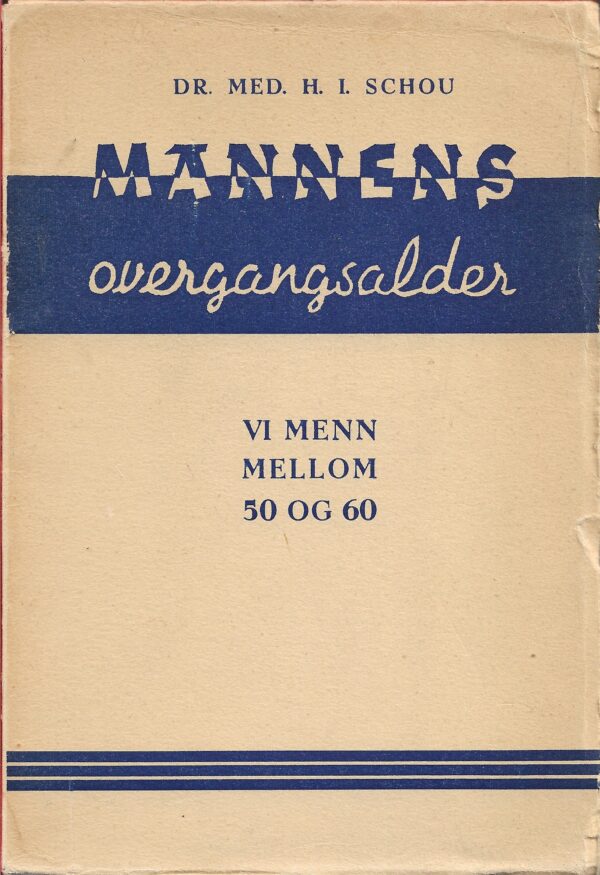 DR. MED. H. I. SCHOU
MANNENS
overgangsalder
VI MENN
MELLOM
50 OG 60